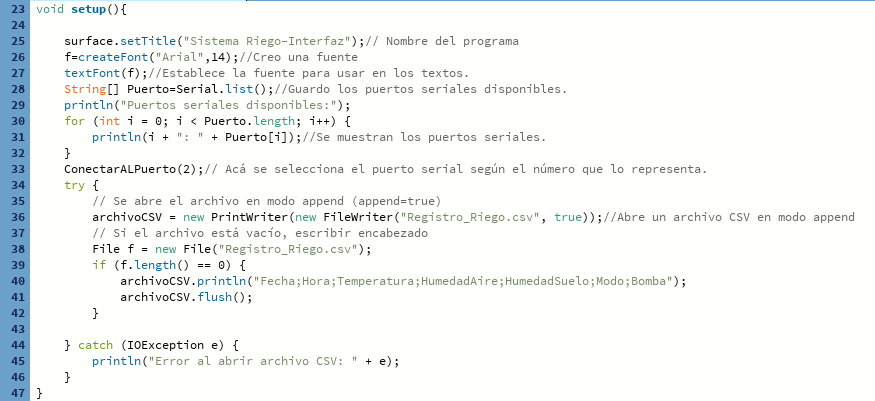 23 void setup(){
24
25     surface.setTitle("Sistema Riego-Interfaz");// Nombre del programa
26     f=createFont("Arial",14);//Creo una fuente
27     textFont(f);//Establece la fuente para usar en los textos.
28     String[] Puerto=Serial.list();//Guardo los puertos seriales disponibles.
29     println("Puertos seriales disponibles:");
30     for (int i = 0; i < Puerto.length; i++) {
31         println(i + ": " + Puerto[i]);//Se muestran los puertos seriales.
32     }
33     ConectarALPuerto(2);// Acá se selecciona el puerto serial según el número que lo representa.
34     try {
35         // Se abre el archivo en modo append (append=true)
36         archivoCSV = new PrintWriter(new FileWriter("Registro_Riego.csv", true));//Abre un archivo CSV en modo append
37         // Si el archivo está vacío, escribir encabezado
38         File f = new File("Registro_Riego.csv");
39         if (f.length() == 0) {
40             archivoCSV.println("Fecha;Hora;Temperatura;HumedadAire;HumedadSuelo;Modo;Bomba");
41             archivoCSV.flush();
42         }
43
44     } catch (IOException e) {
45         println("Error al abrir archivo CSV: " + e);
46     }
47 }